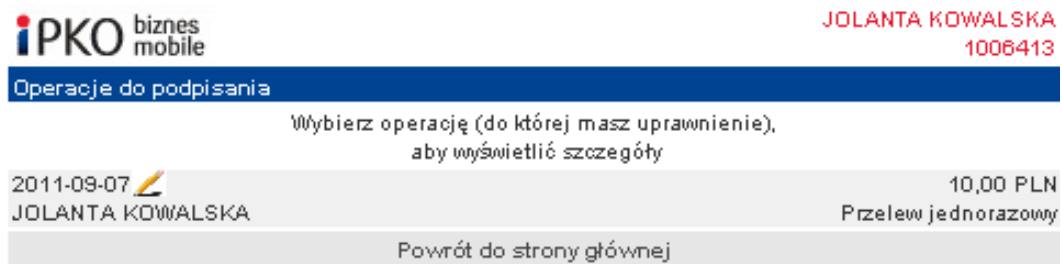 iPKO biznes mobile
JOLANTA KOWALSKA
1006413
Operacje do podpisania
Wybierz operację (do której masz uprawnienie),
aby wyświetlić szczegóły
2011-09-07 10,00 PLN
JOLANTA KOWALSKA Przelew jednorazowy
Powrót do strony głównej